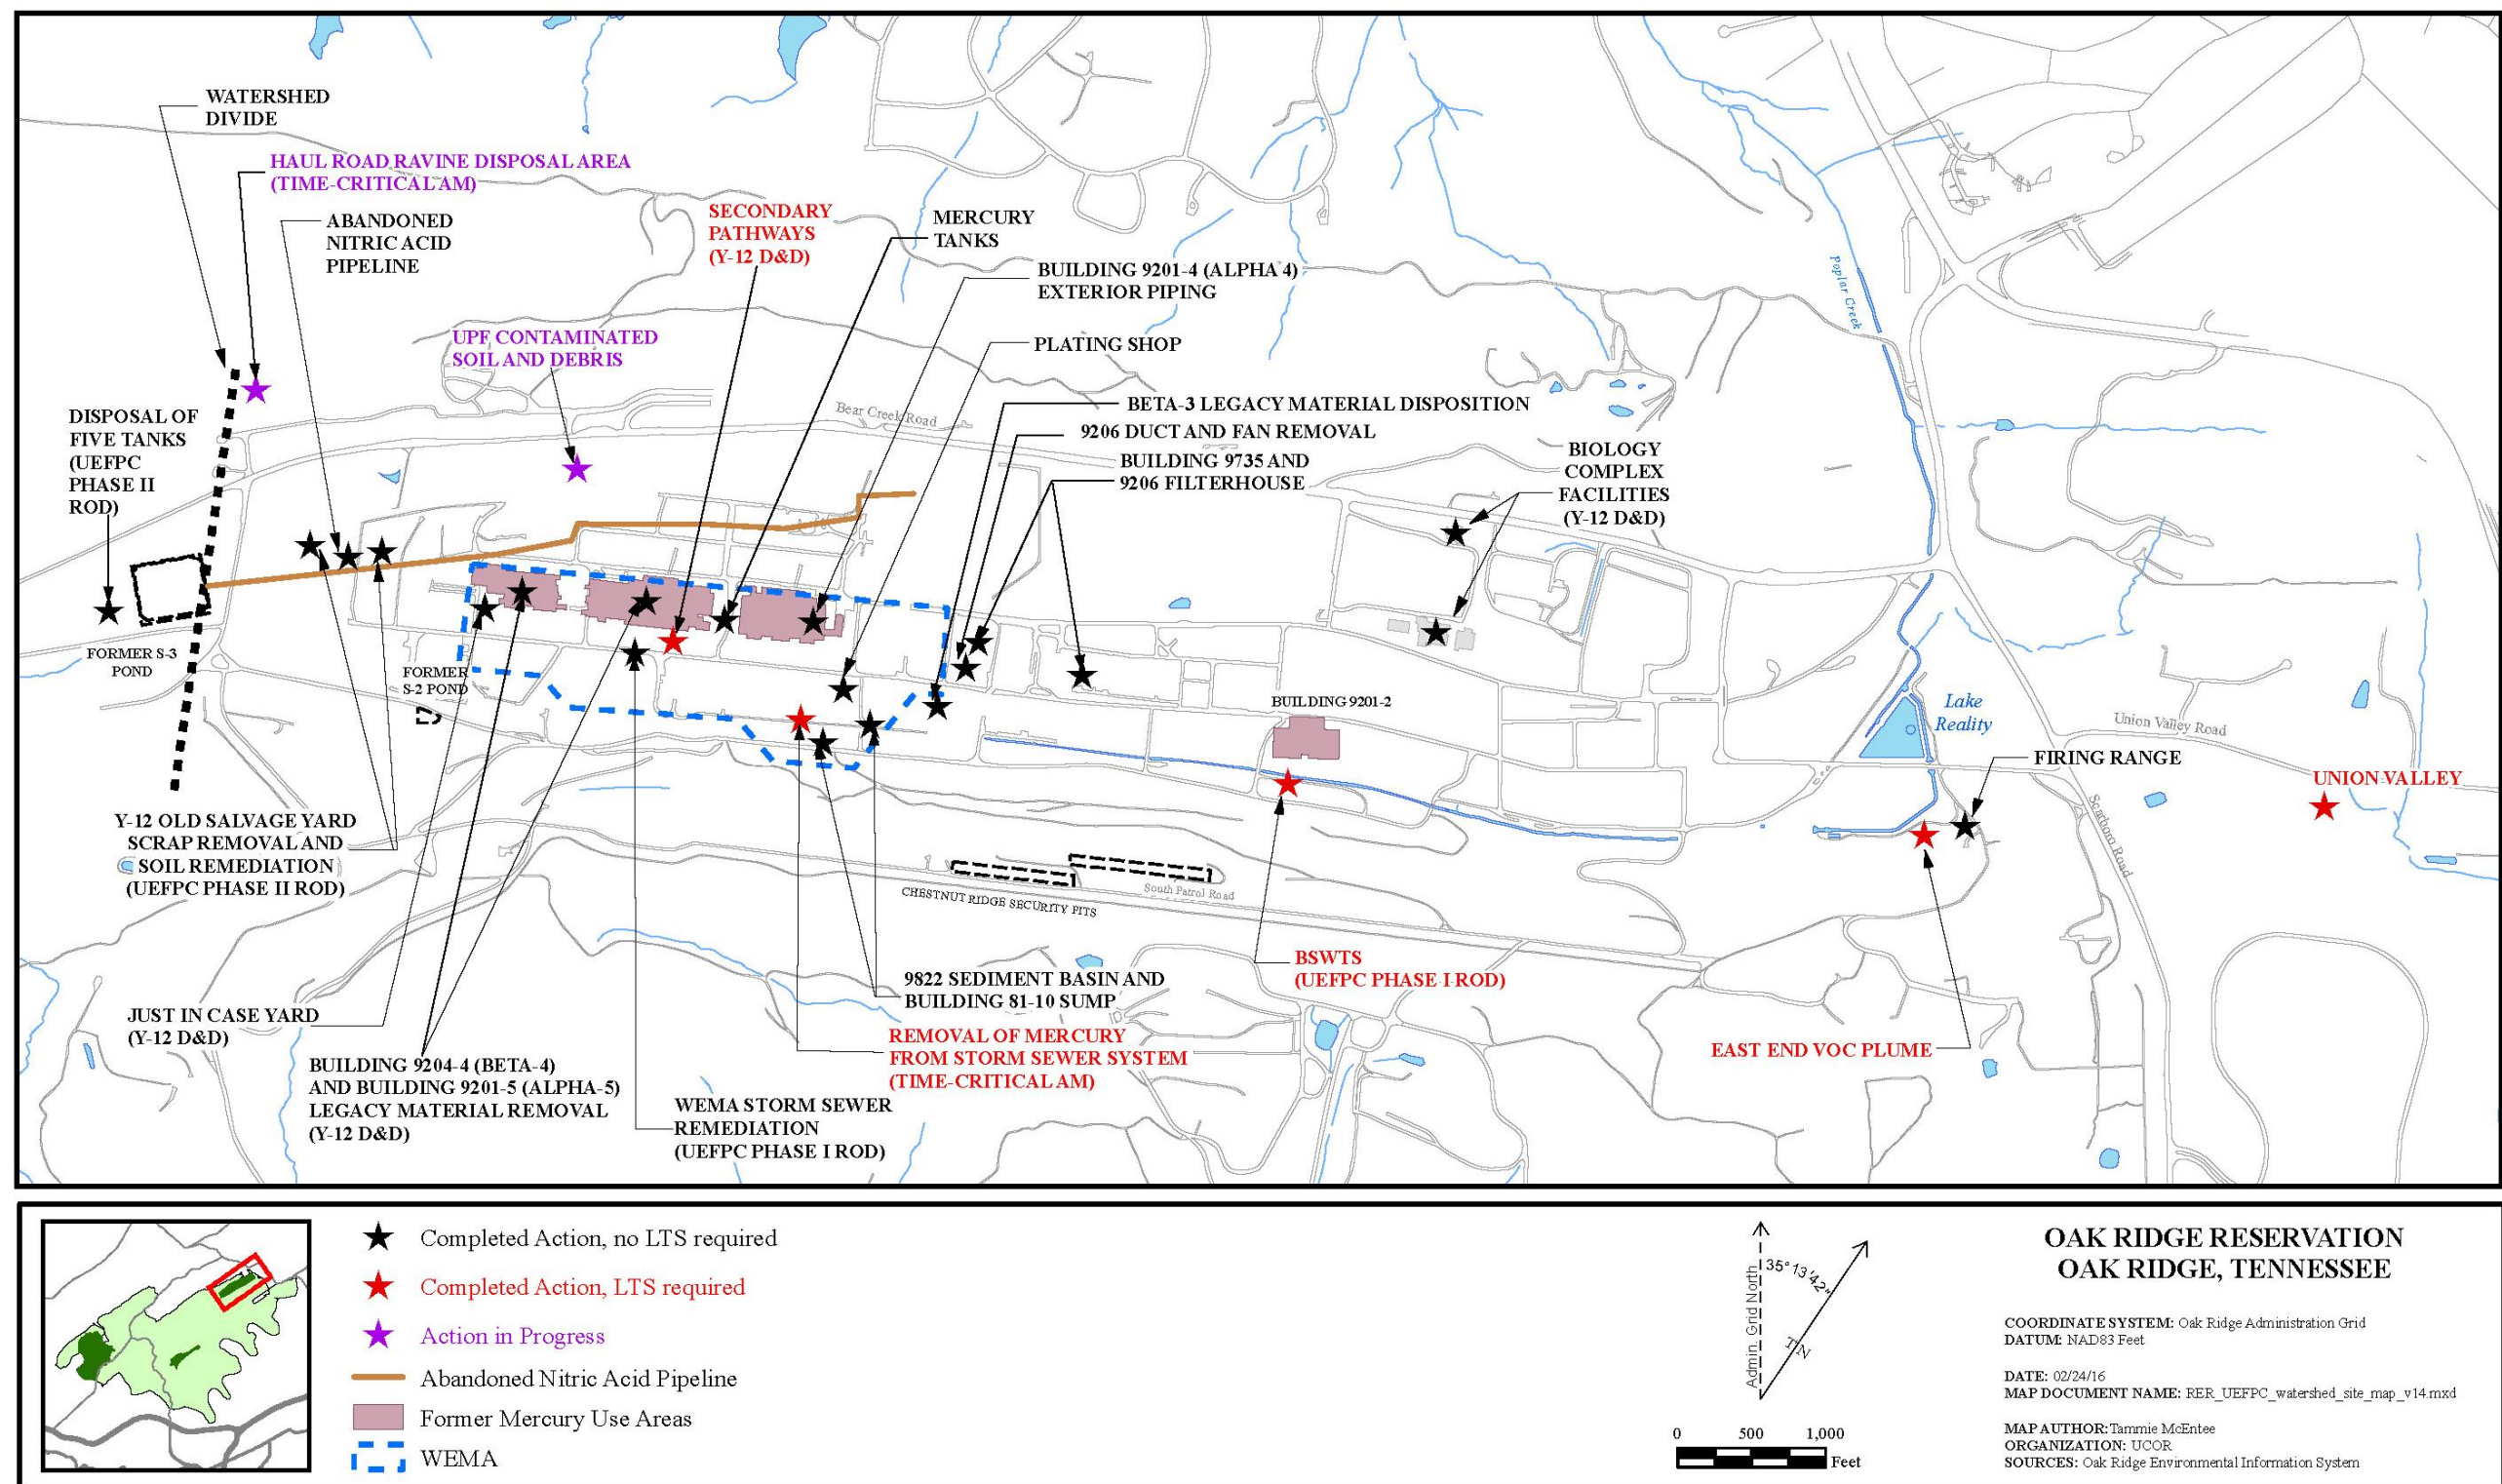 WATERSHED
DIVIDE
HAUL ROAD RAVINE DISPOSAL AREA
(TIME-CRITICAL AM)
ABANDONED
NITRIC ACID
PIPELINE
SECONDARY
PATHWAYS
(Y-12 D&D)
MERCURY
TANKS
BUILDING 9201-4 (ALPHA 4)
EXTERIOR PIPING
UPF CONTAMINATED
SOIL AND DEBRIS
PLATING SHOP
Poplar Creek
DISPOSAL OF
FIVE TANKS
(UEFPC
PHASE II
ROD)
Bear Creek Road
BETA-3 LEGACY MATERIAL DISPOSITION
9206 DUCT AND FAN REMOVAL
BUILDING 9735 AND
9206 FILTERHOUSE
BIOLOGY
COMPLEX
FACILITIES
(Y-12 D&D)
FORMER S-3
POND
FORMER
S-2 POND
BUILDING 9201-2
Lake
Reality
Union Valley Road
FIRING RANGE
UNION VALLEY
Scarboro Road
Y-12 OLD SALVAGE YARD
SCRAP REMOVAL AND
SOIL REMEDIATION
(UEFPC PHASE II ROD)
South Patrol Road
CHESTNUT RIDGE SECURITY PITS
BSWTS
(UEFPC PHASE I ROD)
9822 SEDIMENT BASIN AND
BUILDING 81-10 SUMP
JUST IN CASE YARD
(Y-12 D&D)
REMOVAL OF MERCURY
FROM STORM SEWER SYSTEM
(TIME-CRITICAL AM)
EAST END VOC PLUME
BUILDING 9204-4 (BETA-4)
AND BUILDING 9201-5 (ALPHA-5)
LEGACY MATERIAL REMOVAL
(Y-12 D&D)
WEMA STORM SEWER
REMEDIATION
(UEFPC PHASE I ROD)
Completed Action, no LTS required
Completed Action, LTS required
Action in Progress
Abandoned Nitric Acid Pipeline
Former Mercury Use Areas
WEMA
Admin. Grid North
35°13'42"
TN
0 500 1,000
Feet
OAK RIDGE RESERVATION
OAK RIDGE, TENNESSEE
COORDINATE SYSTEM: Oak Ridge Administration Grid
DATUM: NAD83 Feet
DATE: 02/24/16
MAP DOCUMENT NAME: RER_UEFPC_watershed_site_map_v14.mxd
MAP AUTHOR: Tammie McEntee
ORGANIZATION: UCOR
SOURCES: Oak Ridge Environmental Information System